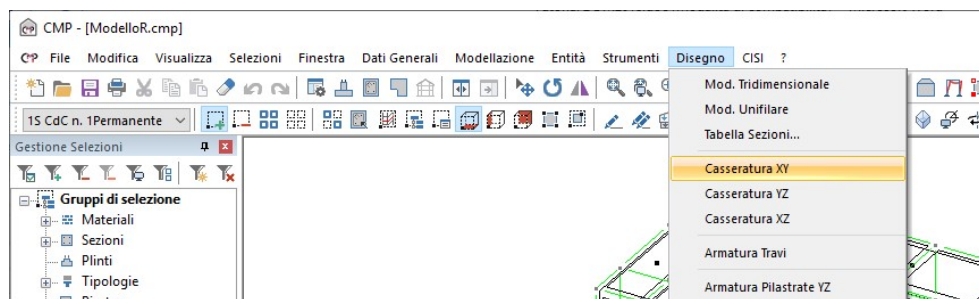 CMP - [ModelloR.cmp]
CMP File Modifica Visualizza Selezioni Finestra Dati Generali Modellazione Entità Strumenti Disegno CISI ?
Mod. Tridimensionale
1S CdC n. 1Permanente
Mod. Unifilare
Tabella Sezioni...
Gestione Selezioni
Casseratura XY
Gruppi di selezione
Casseratura YZ
Materiali
Casseratura XZ
Sezioni
Plinti
Armatura Travi
Tipologie
Armatura Pilastrate YZ